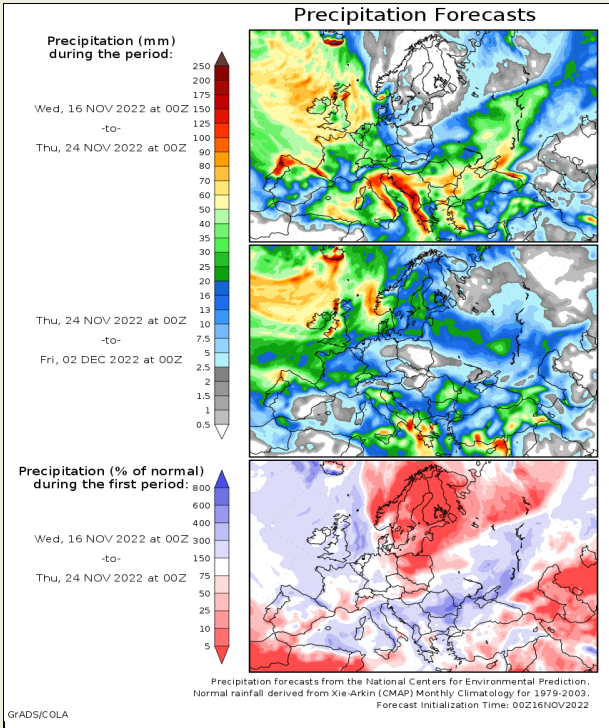 Precipitation Forecasts
Precipitation (mm)
during the period:
Wed, 16 NOV 2022 at 00Z
-to-
Thu, 24 NOV 2022 at 00Z
250
200
175
150
125
100
90
80
70
60
50
40
35
30
25
20
16
13
10
7.5
5
2.5
2
1.5
1
0.5
Thu, 24 NOV 2022 at 00Z
-to-
Fri, 02 DEC 2022 at 00Z
Precipitation (% of normal)
during the first period:
Wed, 16 NOV 2022 at 00Z
-to-
Thu, 24 NOV 2022 at 00Z
800
600
400
300
150
75
50
25
10
5
Precipitation forecasts from the National Centers for Environmental Prediction.
Normal rainfall derived from Xie-Arkin (CMAP) Monthly Climatology for 1979-2003.
Forecast Initialization Time: 00Z16NOV2022
GrADS/COLA